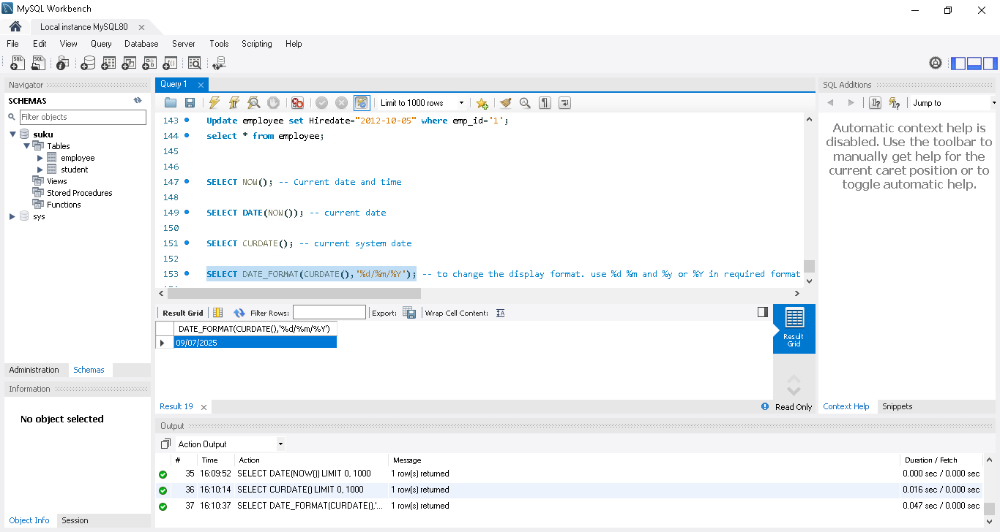 MySQL Workbench
Local instance MySQL80
File Edit View Query Database Server Tools Scripting Help
Navigator
SCHEMAS
Filter objects
suku
Tables
employee
student
Views
Stored Procedures
Functions
sys
Administration Schemas
Information
No object selected
Object Info Session
Query 1
Limit to 1000 rows
143 Update employee set Hiredate="2012-10-05" where emp_id='1';
144 select * from employee;
145
146
147 SELECT NOW(); -- Current date and time
148
149 SELECT DATE(NOW()); -- current date
150
151 SELECT CURDATE(); -- current system date
152
153 SELECT DATE_FORMAT(CURDATE(),'%d/%m/%Y'); -- to change the display format. use %d %m and %y or %Y in required format
Result Grid Filter Rows: Export: Wrap Cell Content:
DATE_FORMAT(CURDATE(),'%d/%m/%Y')
09/07/2025
Result Grid
Result 19
Read Only
Output
Action Output
# Time Action Message Duration / Fetch
35 16:09:52 SELECT DATE(NOW()) LIMIT 0, 1000 1 row(s) returned 0.000 sec / 0.000 sec
36 16:10:14 SELECT CURDATE() LIMIT 0, 1000 1 row(s) returned 0.016 sec / 0.000 sec
37 16:10:37 SELECT DATE_FORMAT(CURDATE(),'... 1 row(s) returned 0.047 sec / 0.000 sec
SQL Additions
Jump to
Automatic context help is
disabled. Use the toolbar to
manually get help for the
current caret position or to
toggle automatic help.
Context Help Snippets